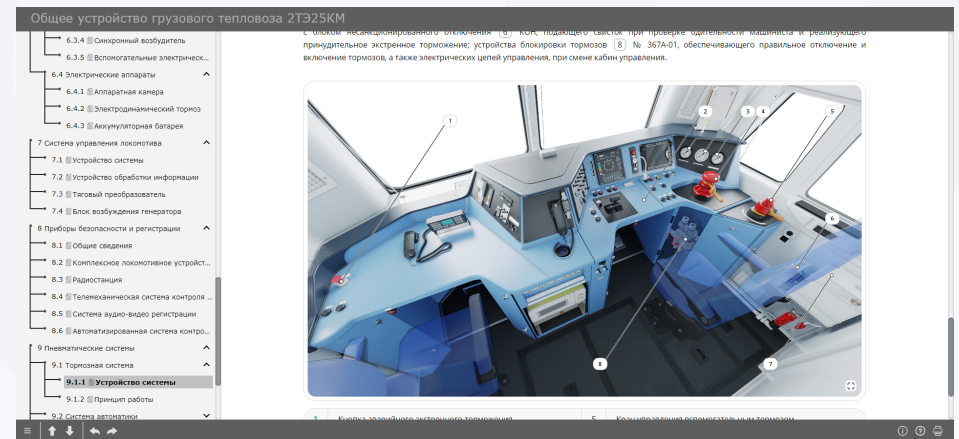 Общее устройство грузового тепловоза 2ТЭ25КМ
6.3.4 Синхронный возбудитель
6.3.5 Вспомогательные электрическ...
6.4 Электрические аппараты
6.4.1 Аппаратная камера
6.4.2 Электродинамический тормоз
6.4.3 Аккумуляторная батарея
7 Система управления локомотива
7.1 Устройство системы
7.2 Устройство обработки информации
7.3 Тяговый преобразователь
7.4 Блок возбуждения генератора
8 Приборы безопасности и регистрации
8.1 Общие сведения
8.2 Комплексное локомотивное устройст...
8.3 Радиостанция
8.4 Телемеханическая система контроля ...
8.5 Система аудио-видео регистрации
8.6 Автоматизированная система контро...
9 Пневматические системы
9.1 Тормозная система
9.1.1 Устройство системы
9.1.2 Принцип работы
9.2 Система автоматики
с блоком несанкционированного отключения 6 КОН, подающего свисток при проверке бдительности машиниста и реализующего
принудительное экстренное торможение; устройства блокировки тормозов 8 № 367А-01, обеспечивающего правильное отключение и
включение тормозов, а также электрических цепей управления, при смене кабин управления.
1
2
3
4
5
6
7
8
1 Кнопка аварийного экстренного торможения 5 Кран управления вспомогательным тормозом